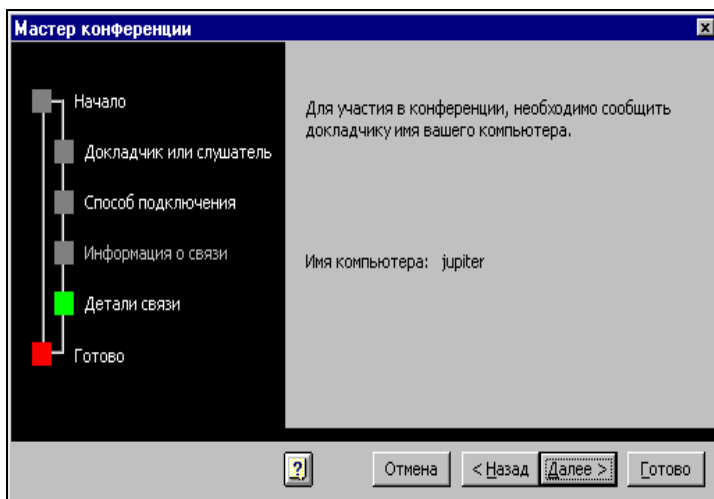 Мастер конференции
Начало
Докладчик или слушатель
Способ подключения
Информация о связи
Детали связи
Готово
Для участия в конференции, необходимо сообщить
докладчику имя вашего компьютера.
Имя компьютера: jupiter
?
Отмена
< Назад
Далее >
Готово